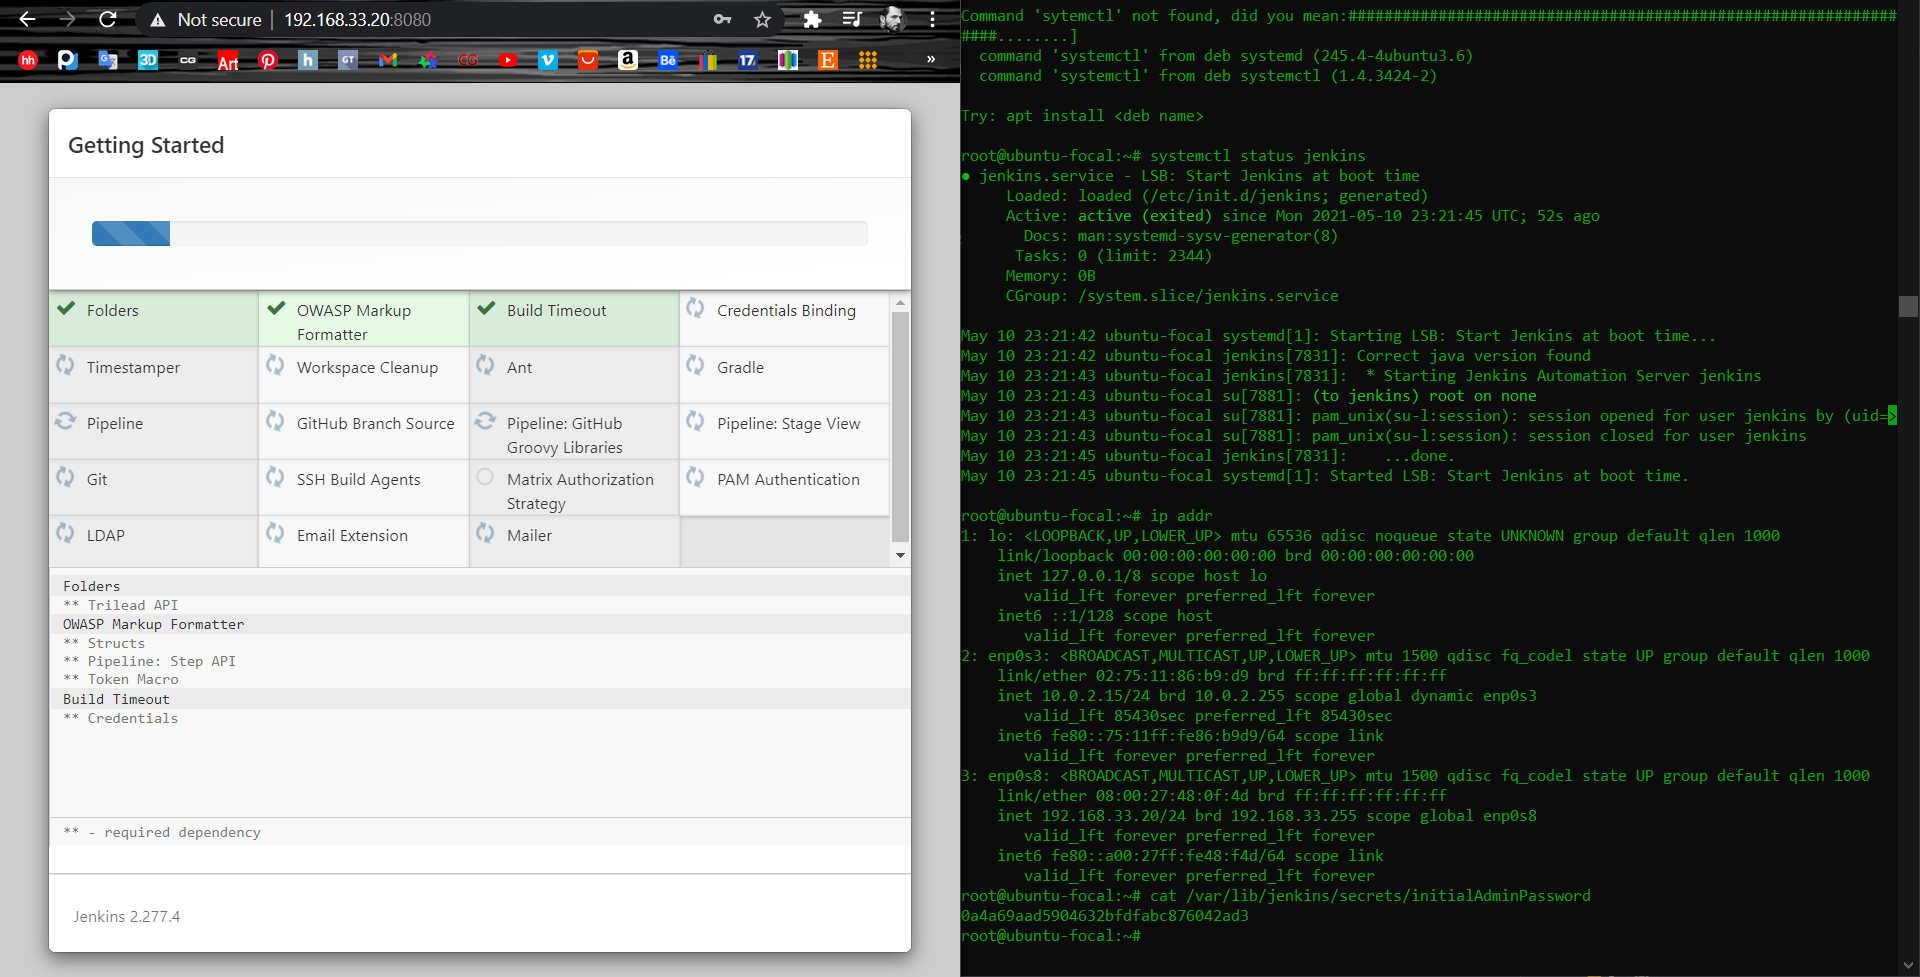 Not secure | 192.168.33.20:8080
hh
3D
CG
Art
h
GT
CG
17
Bē
E
»
Getting Started
Folders
OWASP Markup Formatter
Build Timeout
Credentials Binding
Timestamper
Workspace Cleanup
Ant
Gradle
Pipeline
GitHub Branch Source
Pipeline: GitHub Groovy Libraries
Pipeline: Stage View
Git
SSH Build Agents
Matrix Authorization Strategy
PAM Authentication
LDAP
Email Extension
Mailer
Folders
** Trilead API
OWASP Markup Formatter
** Structs
** Pipeline: Step API
** Token Macro
Build Timeout
** Credentials
** - required dependency
Jenkins 2.277.4
Command 'sytemctl' not found, did you mean:#############################################################
####........]
command 'systemctl' from deb systemd (245.4-4ubuntu3.6)
command 'systemctl' from deb systemctl (1.4.3424-2)
Try: apt install <deb name>
root@ubuntu-focal:~# systemctl status jenkins
● jenkins.service - LSB: Start Jenkins at boot time
Loaded: loaded (/etc/init.d/jenkins; generated)
Active: active (exited) since Mon 2021-05-10 23:21:45 UTC; 52s ago
Docs: man:systemd-sysv-generator(8)
Tasks: 0 (limit: 2344)
Memory: 0B
CGroup: /system.slice/jenkins.service
May 10 23:21:42 ubuntu-focal systemd[1]: Starting LSB: Start Jenkins at boot time...
May 10 23:21:42 ubuntu-focal jenkins[7831]: Correct java version found
May 10 23:21:43 ubuntu-focal jenkins[7831]:  * Starting Jenkins Automation Server jenkins
May 10 23:21:43 ubuntu-focal su[7881]: (to jenkins) root on none
May 10 23:21:43 ubuntu-focal su[7881]: pam_unix(su-l:session): session opened for user jenkins by (uid=>
May 10 23:21:43 ubuntu-focal su[7881]: pam_unix(su-l:session): session closed for user jenkins
May 10 23:21:45 ubuntu-focal jenkins[7831]:    ...done.
May 10 23:21:45 ubuntu-focal systemd[1]: Started LSB: Start Jenkins at boot time.
root@ubuntu-focal:~# ip addr
1: lo: <LOOPBACK,UP,LOWER_UP> mtu 65536 qdisc noqueue state UNKNOWN group default qlen 1000
link/loopback 00:00:00:00:00:00 brd 00:00:00:00:00:00
inet 127.0.0.1/8 scope host lo
valid_lft forever preferred_lft forever
inet6 ::1/128 scope host
valid_lft forever preferred_lft forever
2: enp0s3: <BROADCAST,MULTICAST,UP,LOWER_UP> mtu 1500 qdisc fq_codel state UP group default qlen 1000
link/ether 02:75:11:86:b9:d9 brd ff:ff:ff:ff:ff:ff
inet 10.0.2.15/24 brd 10.0.2.255 scope global dynamic enp0s3
valid_lft 85430sec preferred_lft 85430sec
inet6 fe80::75:11ff:fe86:b9d9/64 scope link
valid_lft forever preferred_lft forever
3: enp0s8: <BROADCAST,MULTICAST,UP,LOWER_UP> mtu 1500 qdisc fq_codel state UP group default qlen 1000
link/ether 08:00:27:48:0f:4d brd ff:ff:ff:ff:ff:ff
inet 192.168.33.20/24 brd 192.168.33.255 scope global enp0s8
valid_lft forever preferred_lft forever
inet6 fe80::a00:27ff:fe48:f4d/64 scope link
valid_lft forever preferred_lft forever
root@ubuntu-focal:~# cat /var/lib/jenkins/secrets/initialAdminPassword
0a4a69aad5904632bfdfabc876042ad3
root@ubuntu-focal:~#